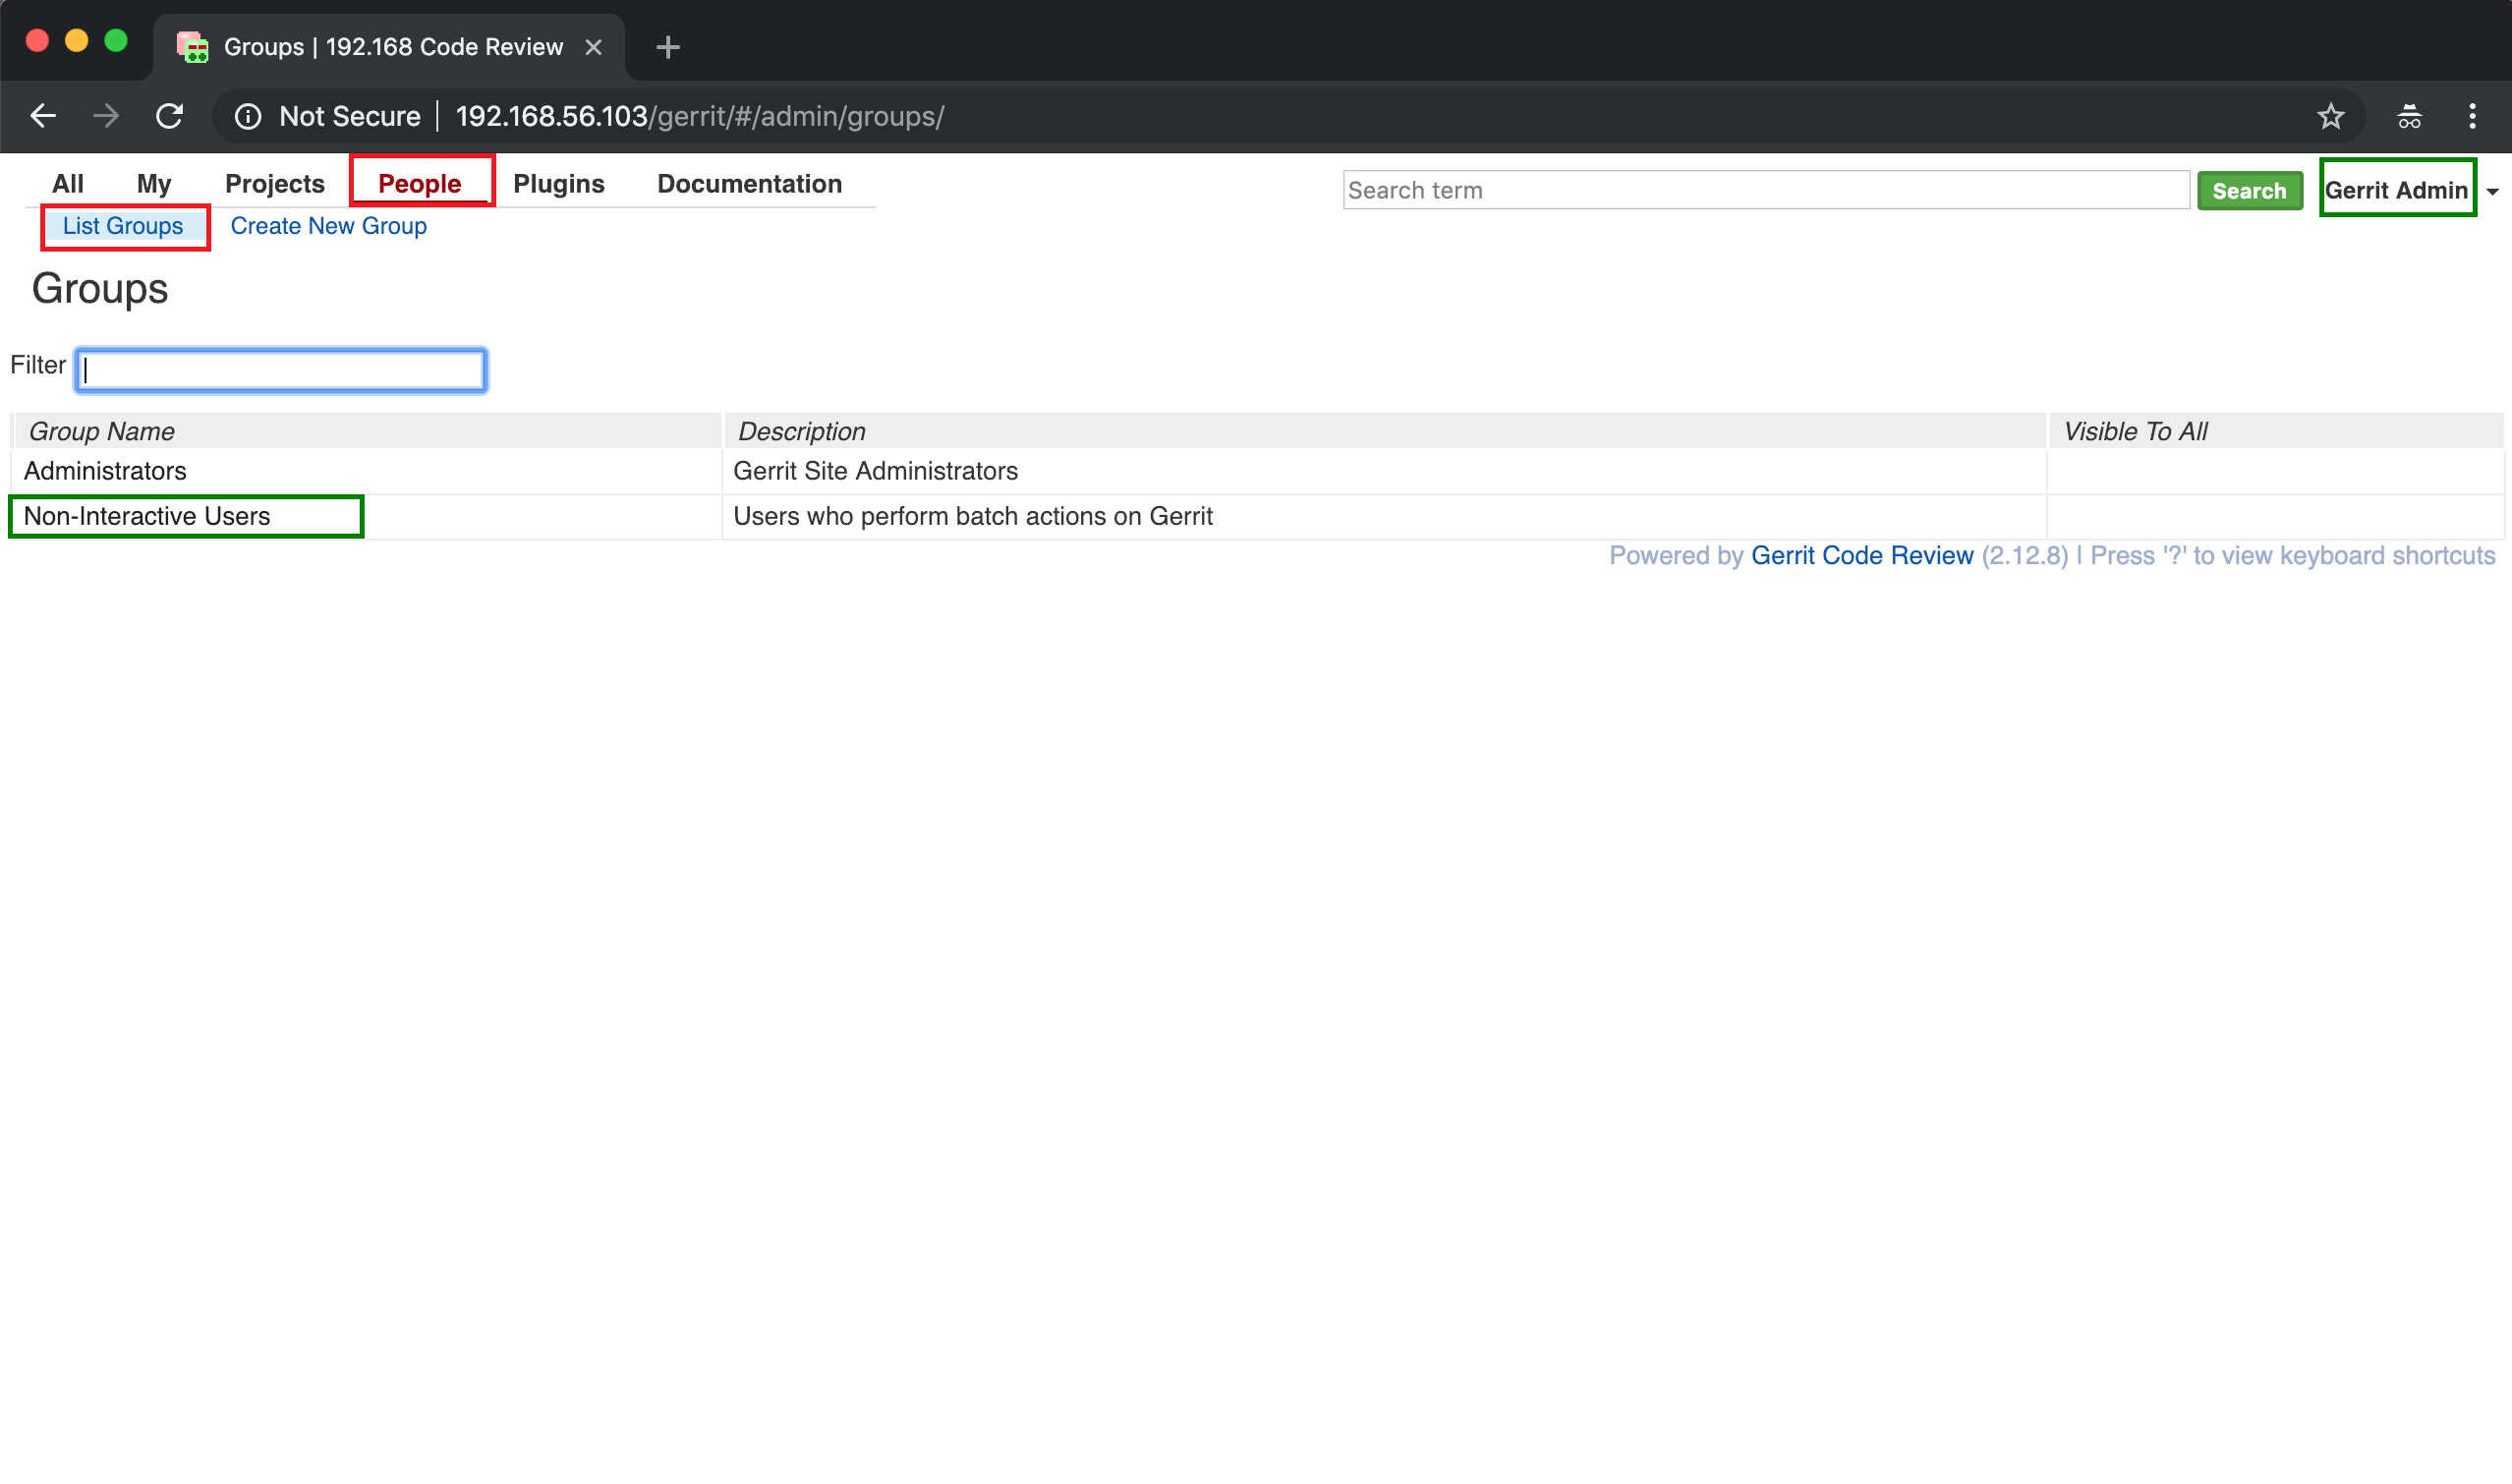 Groups | 192.168 Code Review
Not Secure | 192.168.56.103/gerrit/#/admin/groups/
All My Projects People Plugins Documentation
Search term Search Gerrit Admin
List Groups Create New Group
Groups
Filter
Group Name Description Visible To All
Administrators Gerrit Site Administrators
Non-Interactive Users Users who perform batch actions on Gerrit
Powered by Gerrit Code Review (2.12.8) | Press '?' to view keyboard shortcuts